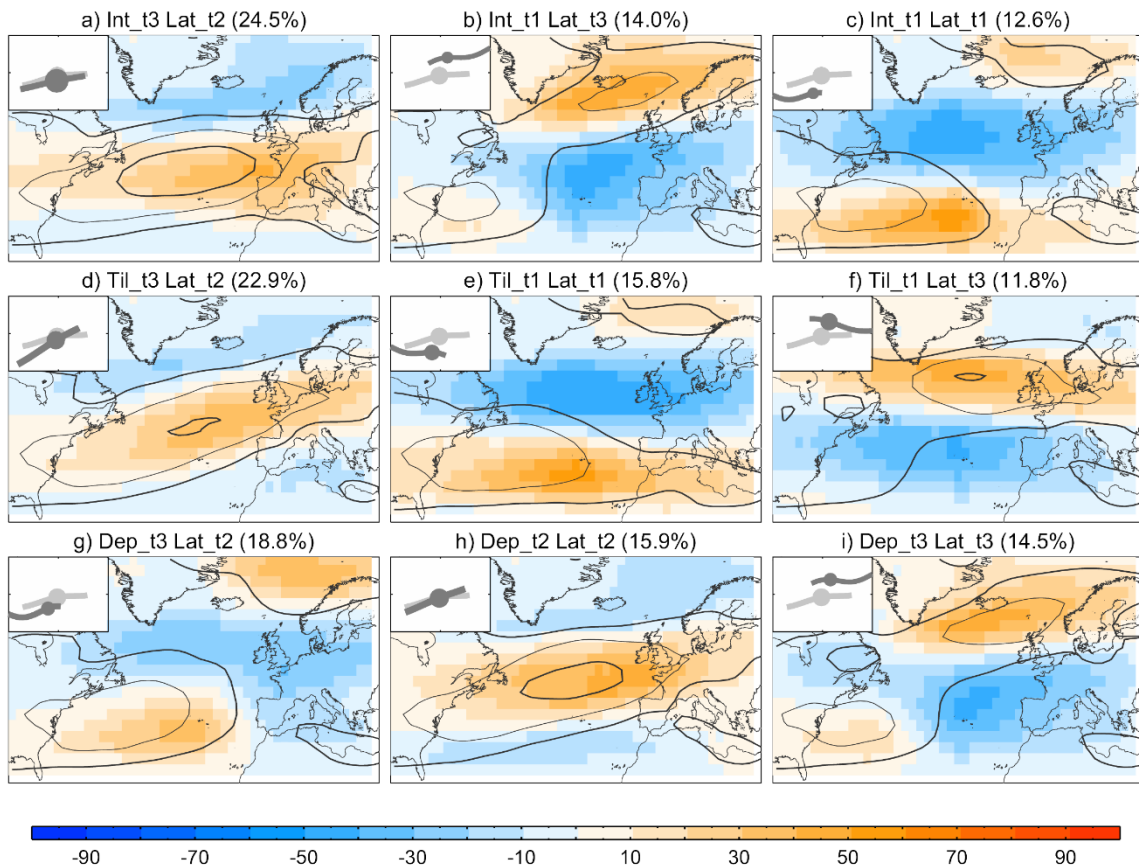 a) Int_t3 Lat_t2 (24.5%)
b) Int_t1 Lat_t3 (14.0%)
c) Int_t1 Lat_t1 (12.6%)
d) Til_t3 Lat_t2 (22.9%)
e) Til_t1 Lat_t1 (15.8%)
f) Til_t1 Lat_t3 (11.8%)
g) Dep_t3 Lat_t2 (18.8%)
h) Dep_t2 Lat_t2 (15.9%)
i) Dep_t3 Lat_t3 (14.5%)
-90 -70 -50 -30 -10 10 30 50 70 90